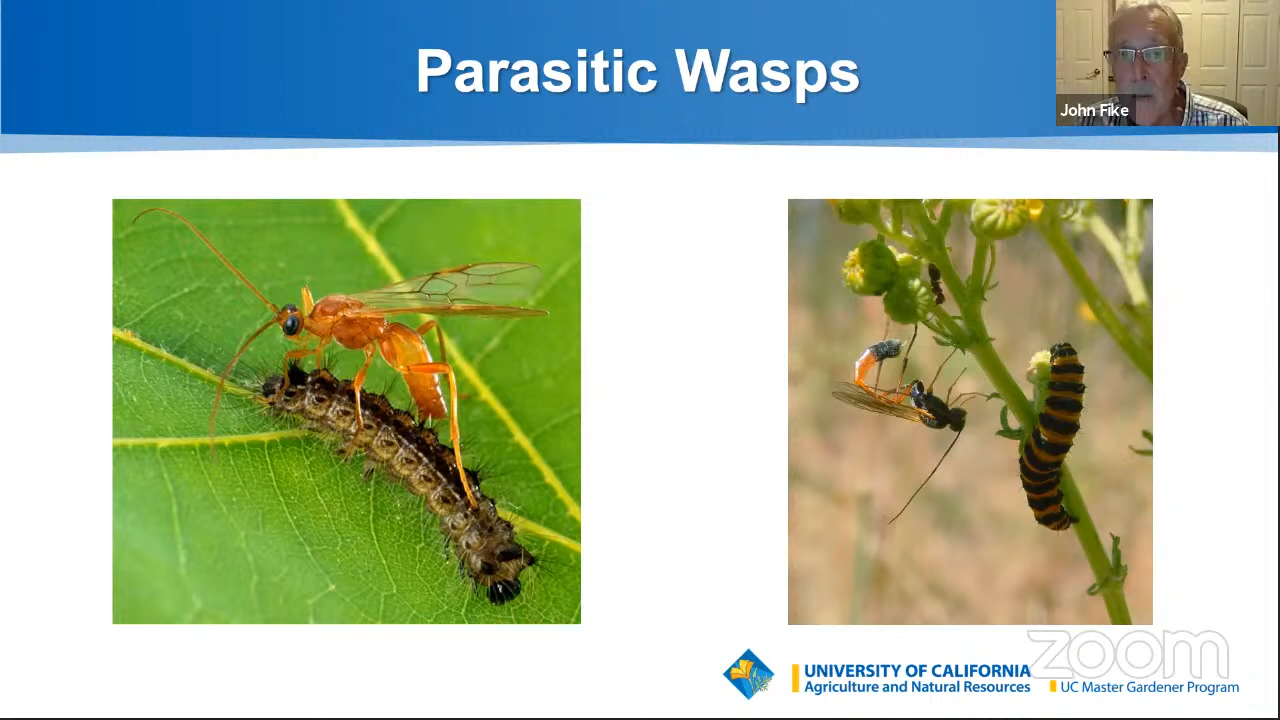 Parasitic Wasps
John Fike
UNIVERSITY OF CALIFORNIA
Agriculture and Natural Resources
UC Master Gardener Program
zoom